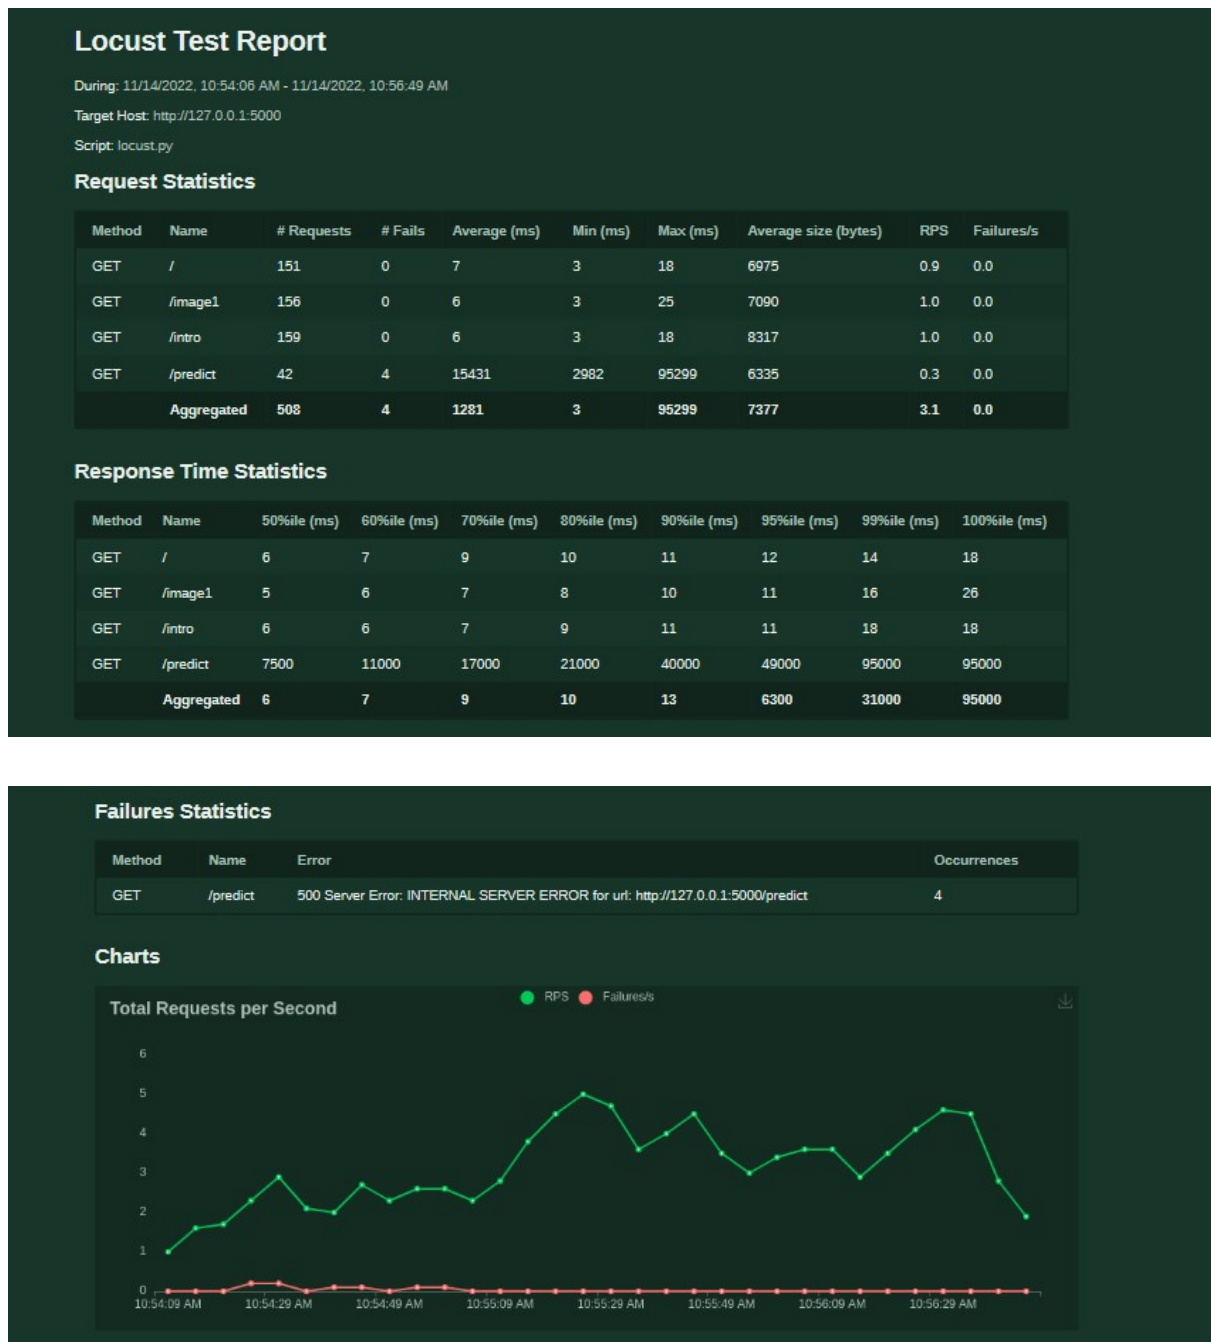 Locust Test Report
During: 11/14/2022, 10:54:06 AM - 11/14/2022, 10:56:49 AM
Target Host: http://127.0.0.1:5000
Script: locust.py
Request Statistics
Method Name # Requests # Fails Average (ms) Min (ms) Max (ms) Average size (bytes) RPS Failures/s
GET / 151 0 7 3 18 6975 0.9 0.0
GET /image1 156 0 6 3 25 7090 1.0 0.0
GET /intro 159 0 6 3 18 8317 1.0 0.0
GET /predict 42 4 15431 2982 95299 6335 0.3 0.0
Aggregated 508 4 1281 3 95299 7377 3.1 0.0
Response Time Statistics
Method Name 50%ile (ms) 60%ile (ms) 70%ile (ms) 80%ile (ms) 90%ile (ms) 95%ile (ms) 99%ile (ms) 100%ile (ms)
GET / 6 7 9 10 11 12 14 18
GET /image1 5 6 7 8 10 11 16 26
GET /intro 6 6 7 9 11 11 18 18
GET /predict 7500 11000 17000 21000 40000 49000 95000 95000
Aggregated 6 7 9 10 13 6300 31000 95000
Failures Statistics
Method Name Error Occurrences
GET /predict 500 Server Error: INTERNAL SERVER ERROR for url: http://127.0.0.1:5000/predict 4
Charts
Total Requests per Second
RPS Failures/s
6
5
4
3
2
1
0
10:54:09 AM 10:54:29 AM 10:54:49 AM 10:55:09 AM 10:55:29 AM 10:55:49 AM 10:56:09 AM 10:56:29 AM